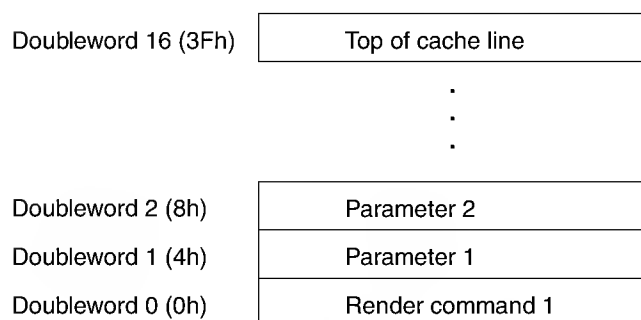 Doubleword 16 (3Fh) Top of cache line
.
.
.
Doubleword 2 (8h) Parameter 2
Doubleword 1 (4h) Parameter 1
Doubleword 0 (0h) Render command 1